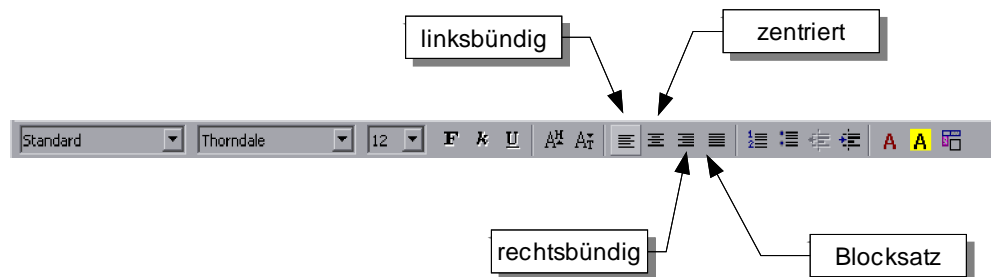 linksbündig
zentriert
Standard Thorndale 12 F k U A A A A
rechtsbündig
Blocksatz